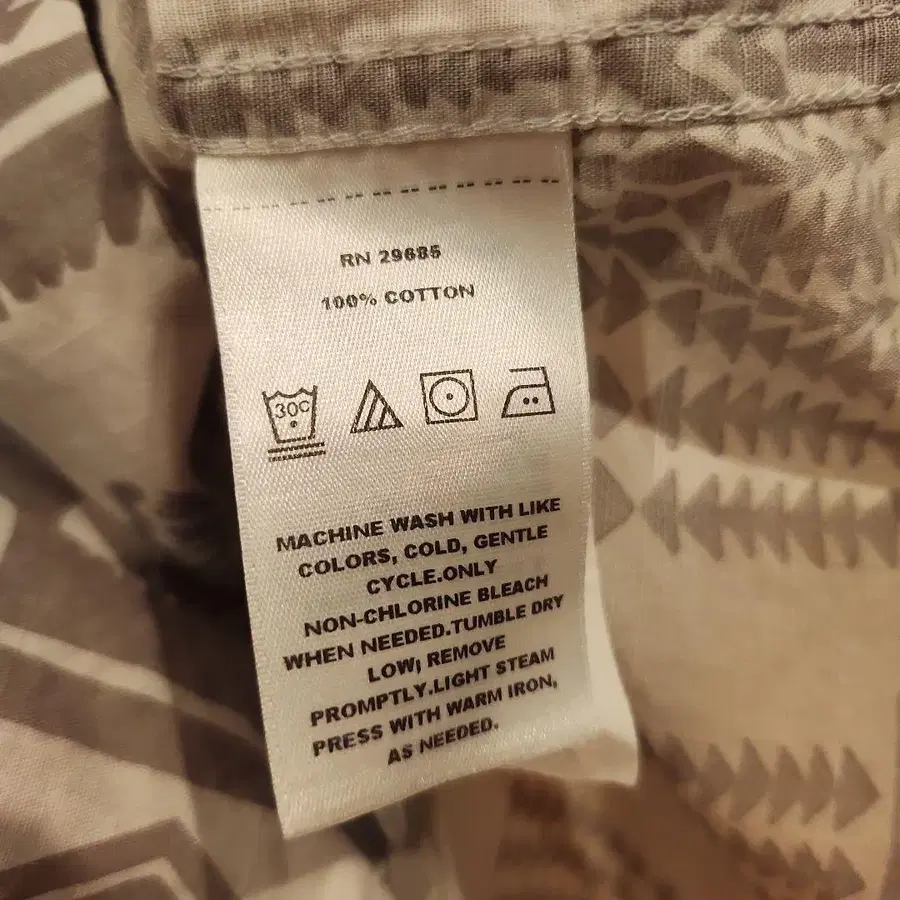 RN 29685
100% COTTON
30C
MACHINE WASH WITH LIKE
COLORS, COLD, GENTLE
CYCLE.ONLY
NON-CHLORINE BLEACH
WHEN NEEDED.TUMBLE DRY
LOW; REMOVE
PROMPTLY.LIGHT STEAM
PRESS WITH WARM IRON,
AS NEEDED.